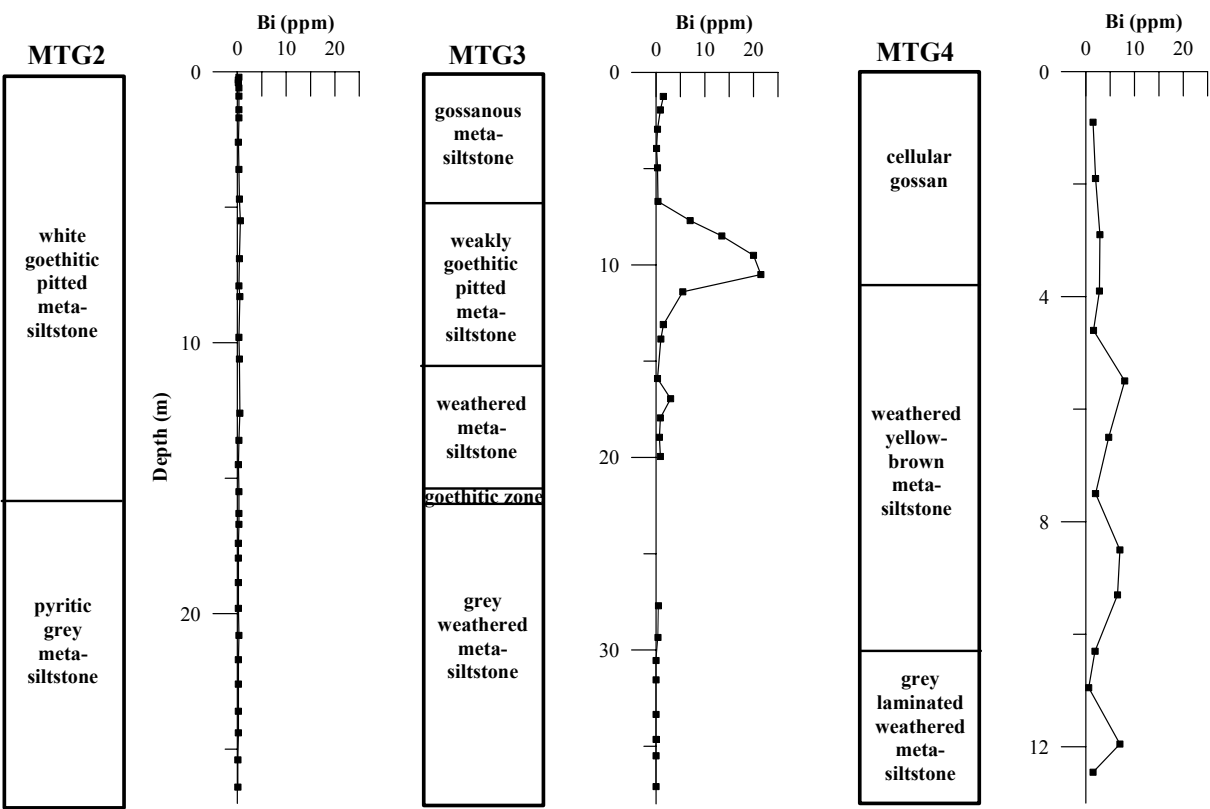 MTG2
white
goethitic
pitted
meta-
siltstone
pyritic
grey
meta-
siltstone
Bi (ppm)
0 10 20
0
10
20
Depth (m)
MTG3
gossanous
meta-
siltstone
weakly
goethitic
pitted
meta-
siltstone
weathered
meta-
siltstone
goethitic zone
grey
weathered
meta-
siltstone
Bi (ppm)
0 10 20
0
10
20
30
MTG4
cellular
gossan
weathered
yellow-
brown
meta-
siltstone
grey
laminated
weathered
meta-
siltstone
Bi (ppm)
0 10 20
0
4
8
12